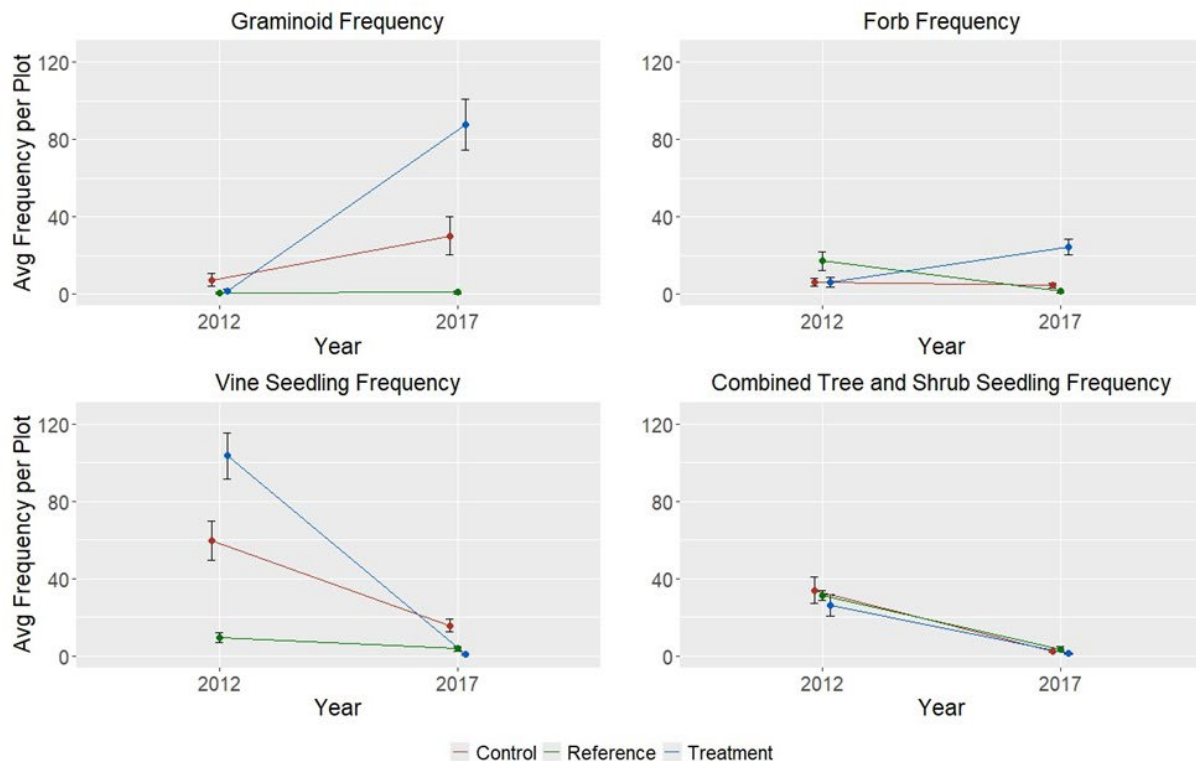 Graminoid Frequency
Avg Frequency per Plot
120
80
40
0
2012
2017
Year
Forb Frequency
120
80
40
0
2012
2017
Year
Vine Seedling Frequency
Avg Frequency per Plot
120
80
40
0
2012
2017
Year
Combined Tree and Shrub Seedling Frequency
120
80
40
0
2012
2017
Year
Control Reference Treatment